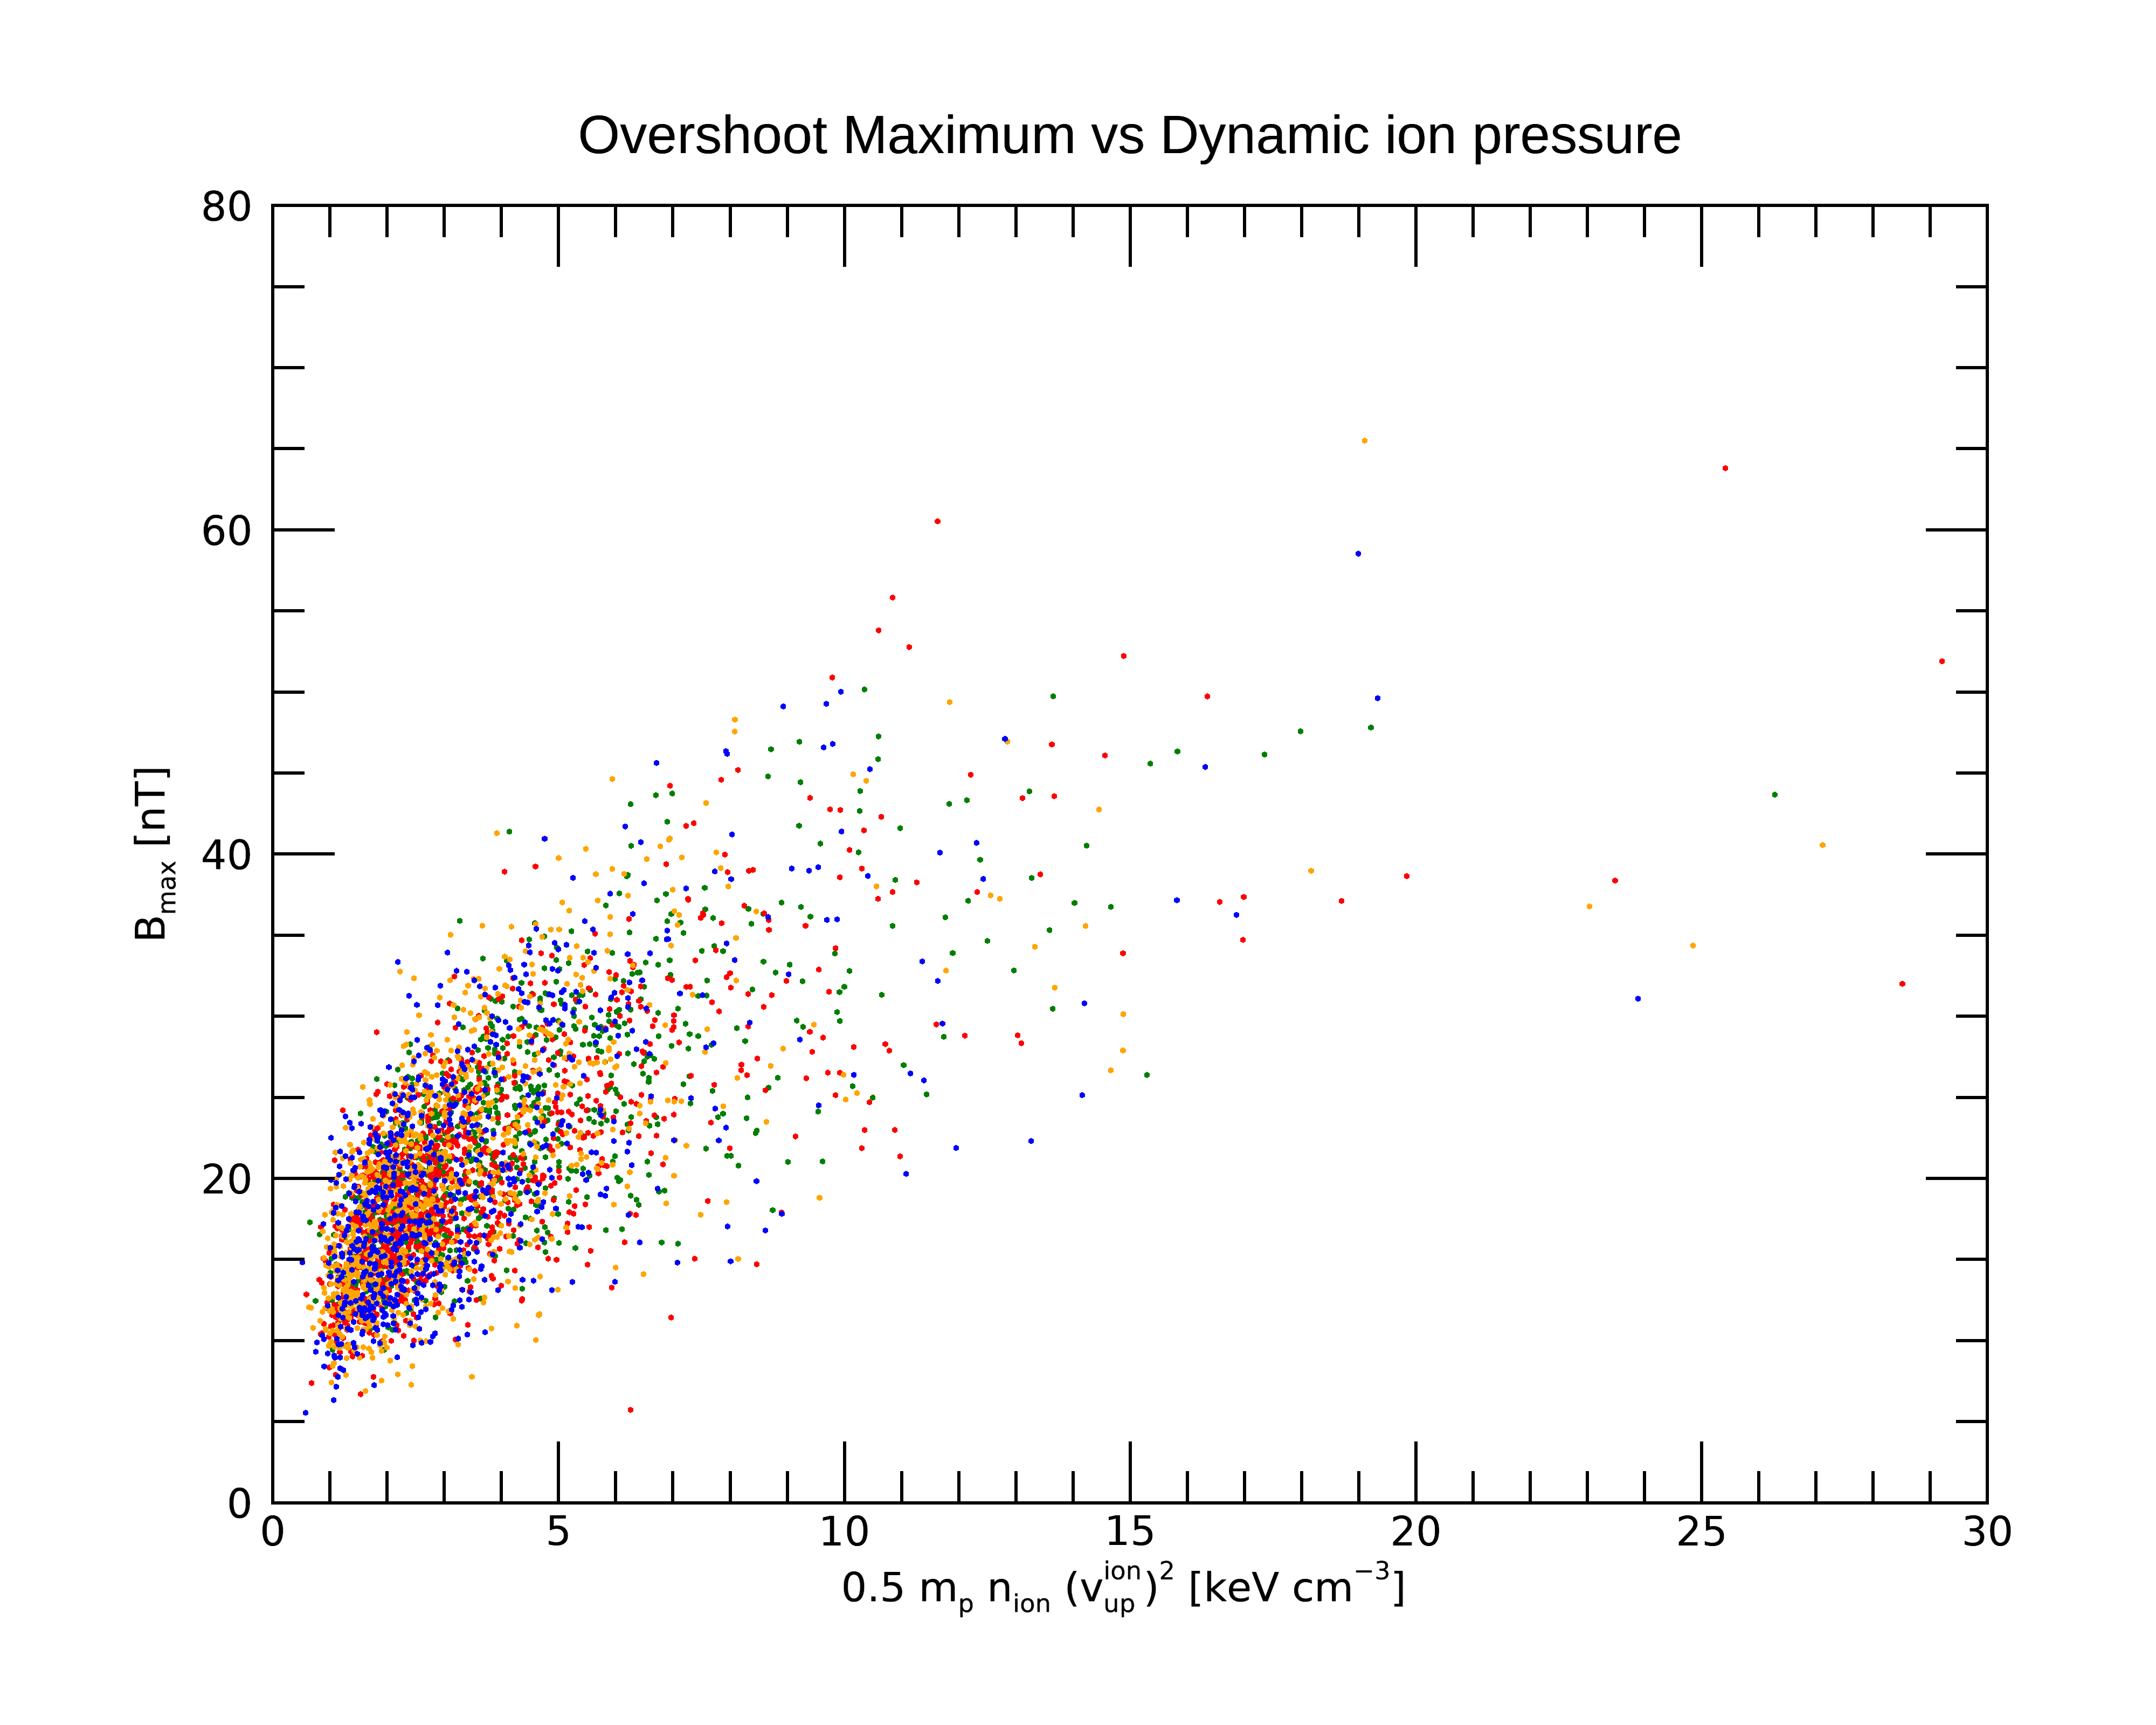 Overshoot Maximum vs Dynamic ion pressure
80
60
40
20
0
B_max [nT]
0 5 10 15 20 25 30
0.5 m_p n_ion (v_up^ion)^2 [keV cm^−3]